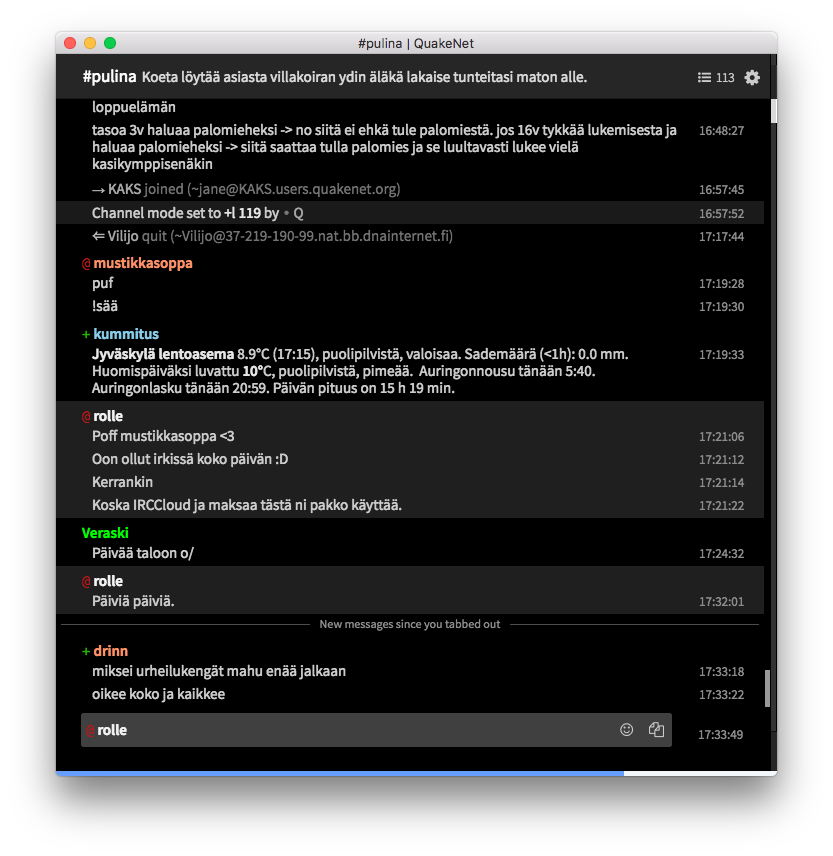 #pulina | QuakeNet
#pulina Koeta löytää asiasta villakoiran ydin äläkä lakaise tunteitasi maton alle. 113
loppuelämän
tasoa 3v haluaa palomieheksi -> no siitä ei ehkä tule palomiestä. jos 16v tykkää lukemisesta ja 16:48:27
haluaa palomieheksi -> siitä saattaa tulla palomies ja se luultavasti lukee vielä
kasikymppisenäkin
→ KAKS joined (~jane@KAKS.users.quakenet.org) 16:57:45
Channel mode set to +l 119 by • Q 16:57:52
⇐ Vilijo quit (~Vilijo@37-219-190-99.nat.bb.dnainternet.fi) 17:17:44
@ mustikkasoppa
puf 17:19:28
!sää 17:19:30
+ kummitus
Jyväskylä lentoasema 8.9°C (17:15), puolipilvistä, valoisaa. Sademäärä (<1h): 0.0 mm. 17:19:33
Huomispäiväksi luvattu 10°C, puolipilvistä, pimeää. Auringonnousu tänään 5:40.
Auringonlasku tänään 20:59. Päivän pituus on 15 h 19 min.
@ rolle
Poff mustikkasoppa <3 17:21:06
Oon ollut irkissä koko päivän :D 17:21:12
Kerrankin 17:21:14
Koska IRCCloud ja maksaa tästä ni pakko käyttää. 17:21:22
Veraski
Päivää taloon o/ 17:24:32
@ rolle
Päiviä päiviä. 17:32:01
New messages since you tabbed out
+ drinn
miksei urheilukengät mahu enää jalkaan 17:33:18
oikee koko ja kaikkee 17:33:22
@ rolle 17:33:49